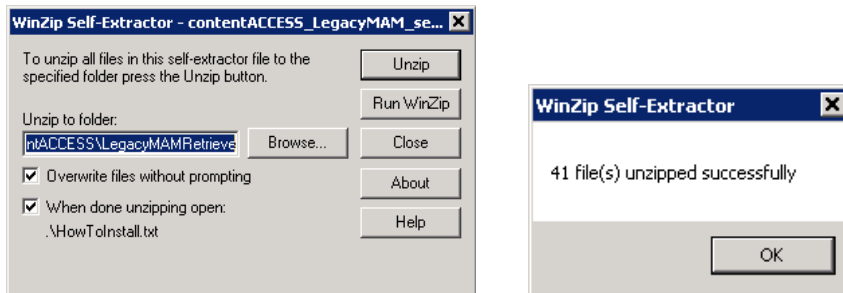 WinZip Self-Extractor - contentACCESS_LegacyMAM_se...
To unzip all files in this self-extractor file to the
specified folder press the Unzip button.
Unzip to folder:
ntACCESS\LegacyMAMRetrieve
Browse...
Overwrite files without prompting
When done unzipping open:
.\HowToInstall.txt
Unzip
Run WinZip
Close
About
Help
WinZip Self-Extractor
41 file(s) unzipped successfully
OK